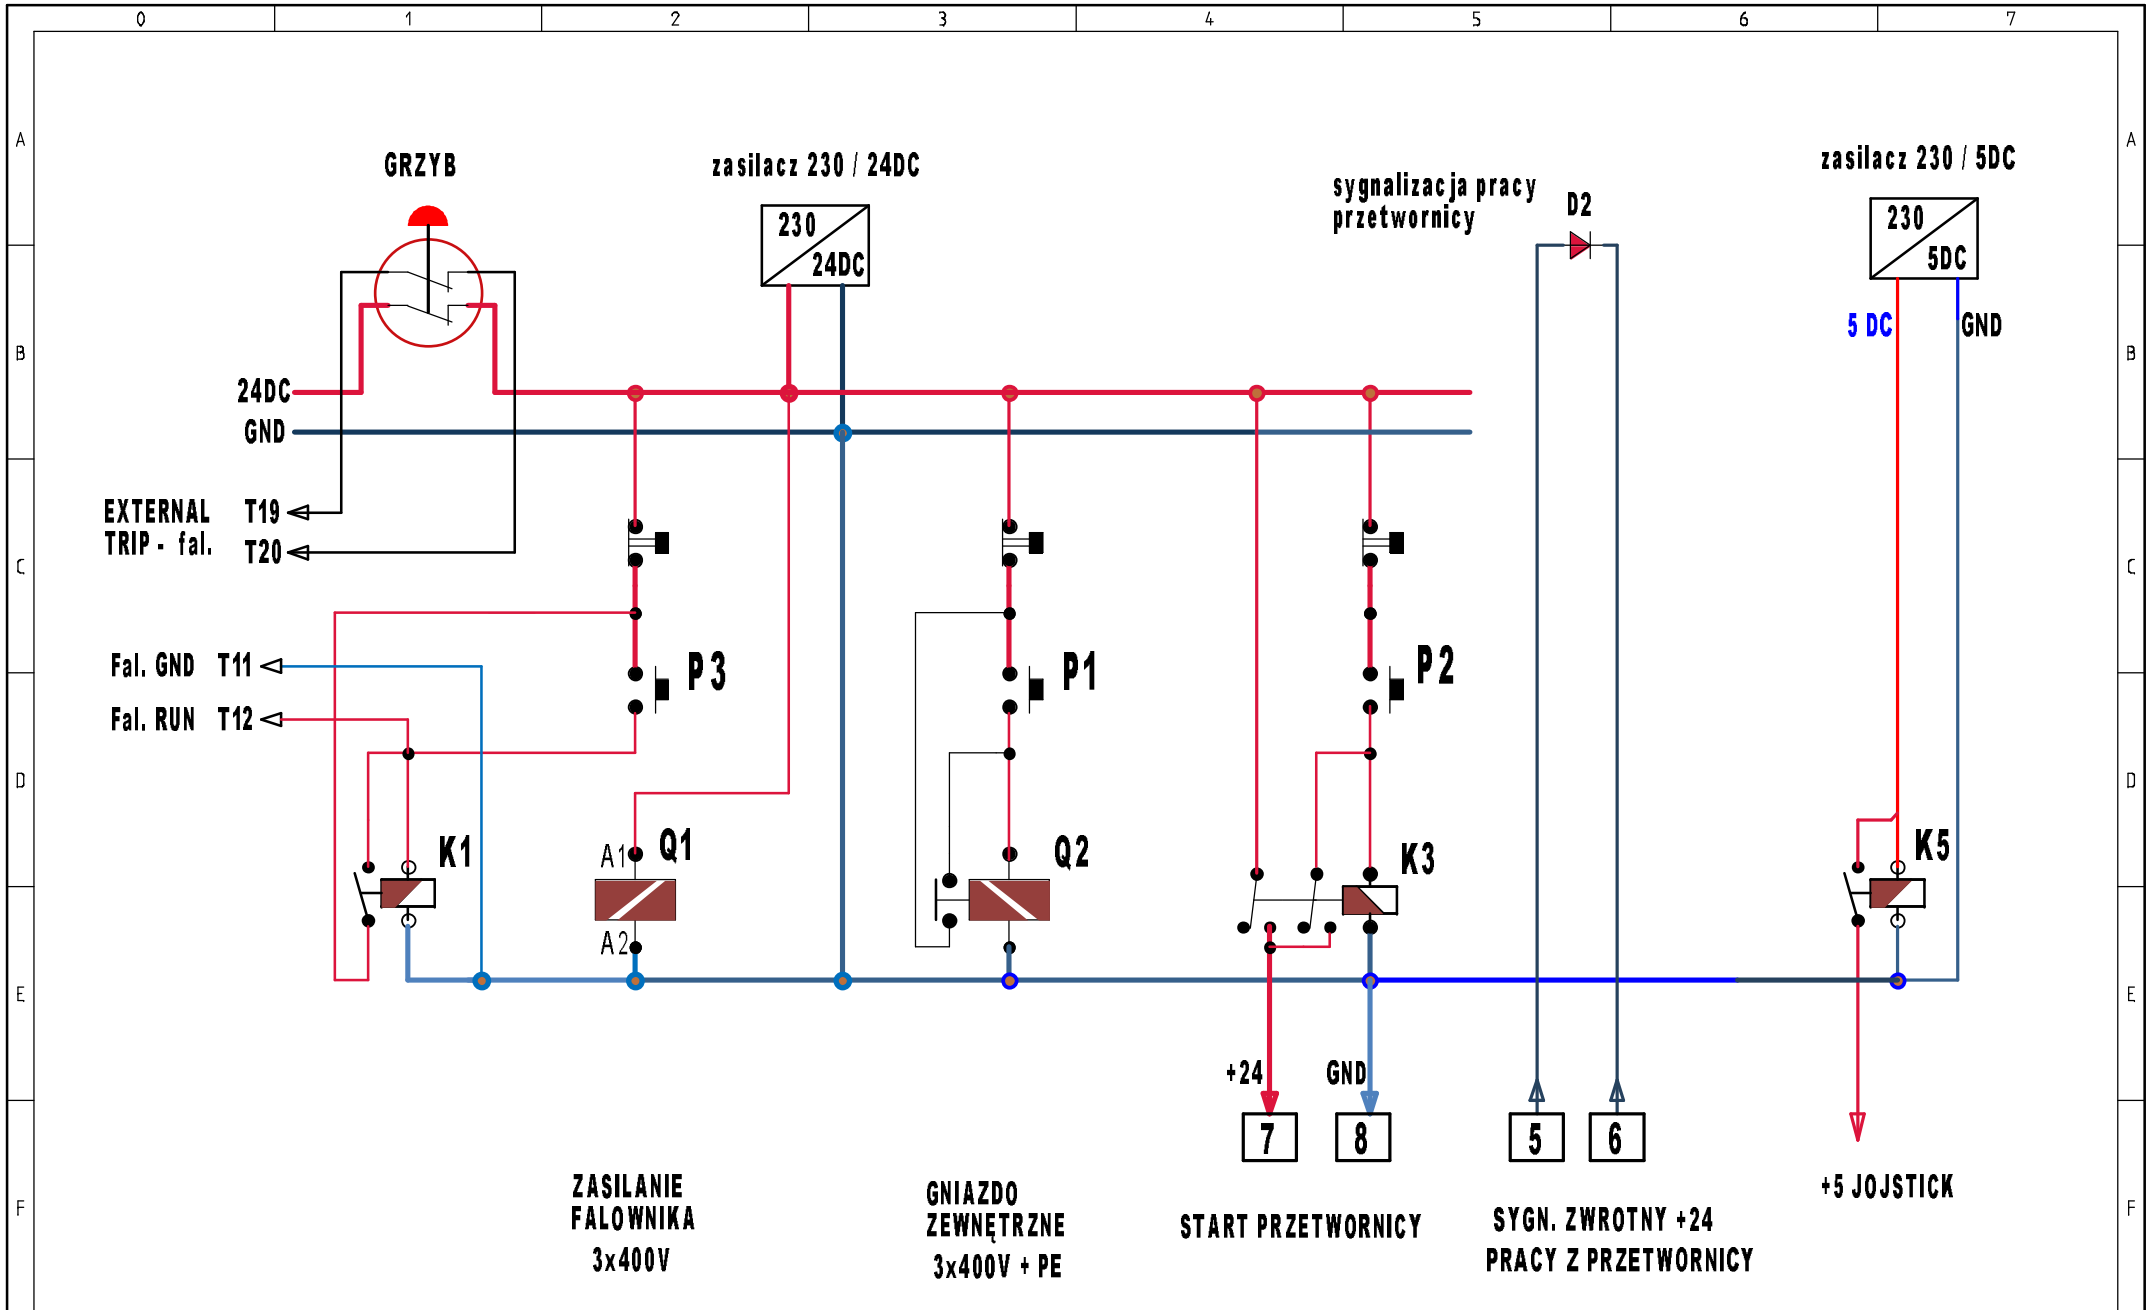 0 1 2 3 4 5 6 7
A A
GRZYB
zasilacz 230 / 24DC
zasilacz 230 / 5DC
sygnalizacja pracy
przetwornicy
D2
230
24DC
230
5DC
5 DC
GND
B B
24DC
GND
EXTERNAL T19
TRIP - fal. T20
C C
Fal. GND T11
P3
P1
P2
Fal. RUN T12
D D
K1
A1
Q1
Q2
K3
K5
A2
E E
+24
GND
7
8
5
6
F F
ZASILANIE
FALOWNIKA
3x400V
GNIAZDO
ZEWNĘTRZNE
3x400V + PE
START PRZETWORNICY
SYGN. ZWROTNY +24
PRACY Z PRZETWORNICY
+5 JOJSTICK